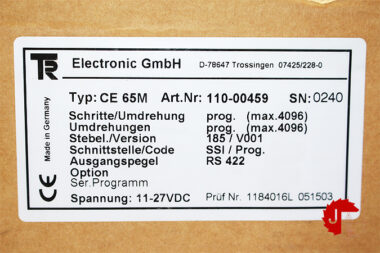 TR Electronic GmbH D-78647 Trossingen 07425/228-0
Typ: CE 65M Art.Nr: 110-00459 SN: 0240
Schritte/Umdrehung prog. (max.4096)
Umdrehungen prog. (max.4096)
Stebel./Version 185 / V001
Schnittstelle/Code SSI / Prog.
Ausgangspegel RS 422
Option
Ser.Programm
Spannung: 11-27VDC Prüf Nr. 1184016L 051503
Made in Germany
CE